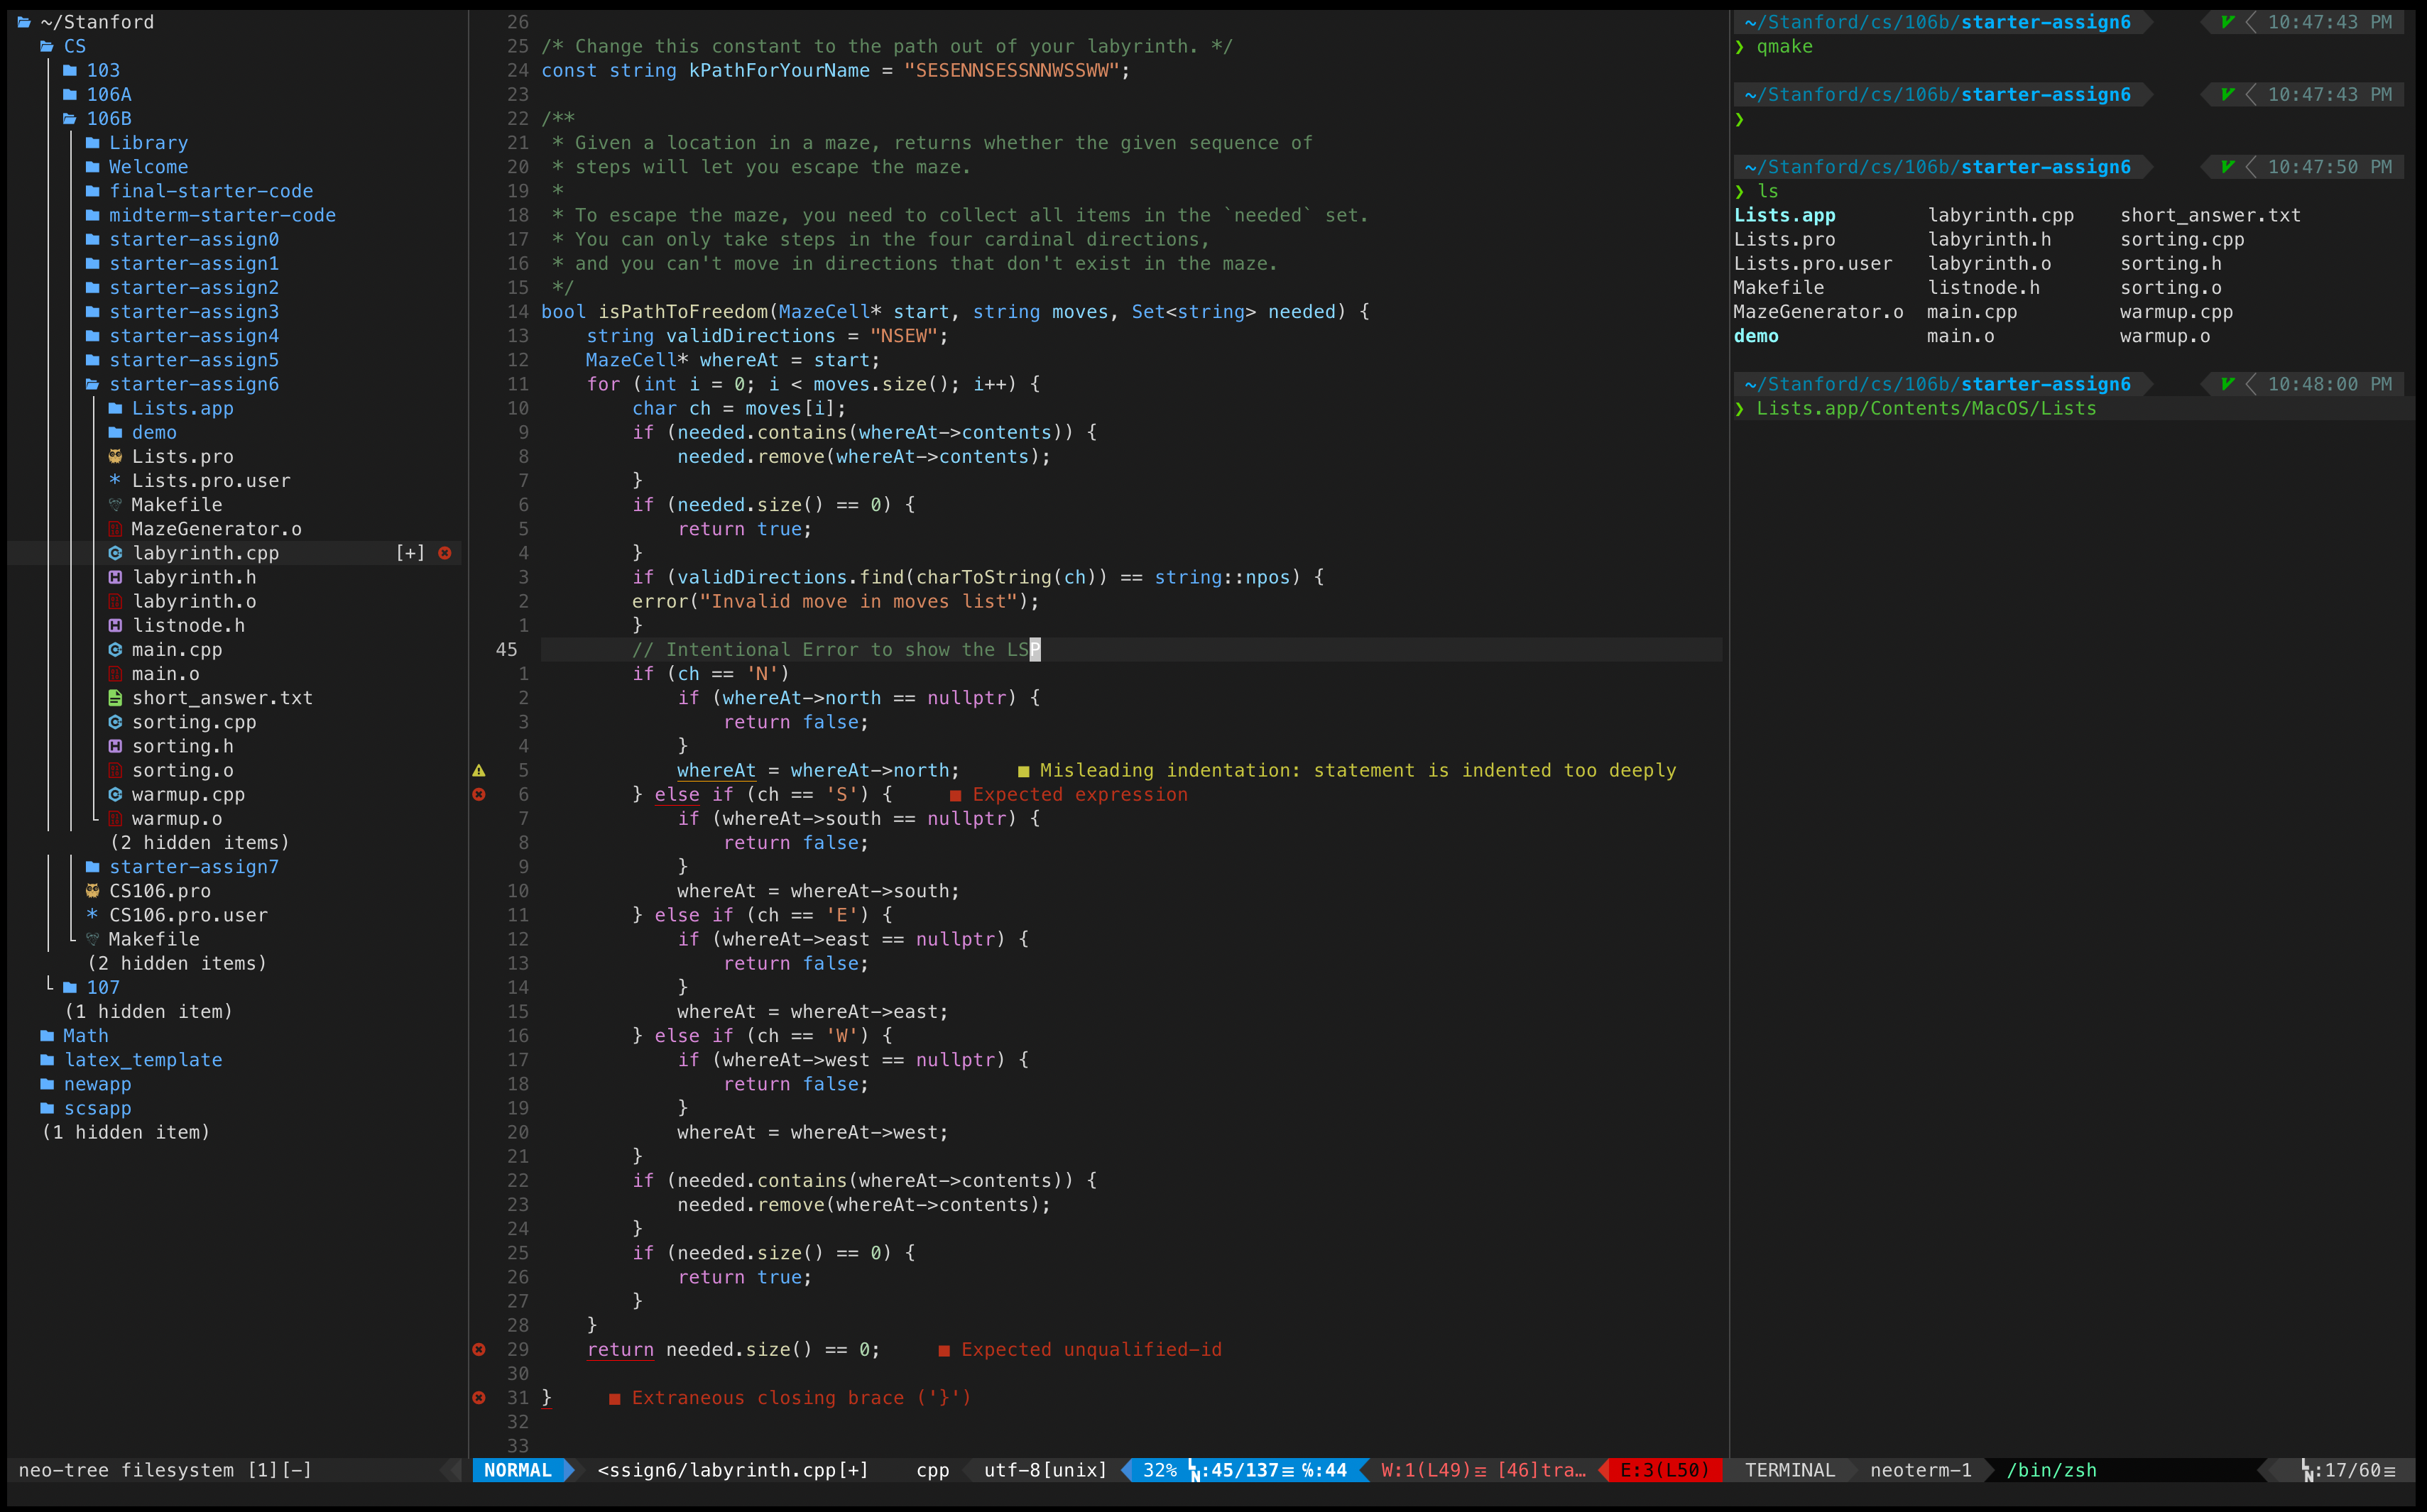 ~/Stanford
CS
103
106A
106B
Library
Welcome
final-starter-code
midterm-starter-code
starter-assign0
starter-assign1
starter-assign2
starter-assign3
starter-assign4
starter-assign5
starter-assign6
Lists.app
demo
Lists.pro
* Lists.pro.user
Makefile
MazeGenerator.o
labyrinth.cpp [+]
labyrinth.h
labyrinth.o
listnode.h
main.cpp
main.o
short_answer.txt
sorting.cpp
sorting.h
sorting.o
warmup.cpp
warmup.o
(2 hidden items)
starter-assign7
CS106.pro
* CS106.pro.user
Makefile
(2 hidden items)
107
(1 hidden item)
Math
latex_template
newapp
scsapp
(1 hidden item)
neo-tree filesystem [1][-]
26
25 /* Change this constant to the path out of your labyrinth. */
24 const string kPathForYourName = "SESENNSESSNNWSSWW";
23
22 /**
21  * Given a location in a maze, returns whether the given sequence of
20  * steps will let you escape the maze.
19  *
18  * To escape the maze, you need to collect all items in the `needed` set.
17  * You can only take steps in the four cardinal directions,
16  * and you can't move in directions that don't exist in the maze.
15  */
14 bool isPathToFreedom(MazeCell* start, string moves, Set<string> needed) {
13     string validDirections = "NSEW";
12     MazeCell* whereAt = start;
11     for (int i = 0; i < moves.size(); i++) {
10         char ch = moves[i];
9         if (needed.contains(whereAt->contents)) {
8             needed.remove(whereAt->contents);
7         }
6         if (needed.size() == 0) {
5             return true;
4         }
3         if (validDirections.find(charToString(ch)) == string::npos) {
2         error("Invalid move in moves list");
1         }
45         // Intentional Error to show the LSP
1         if (ch == 'N')
2             if (whereAt->north == nullptr) {
3                 return false;
4             }
5             whereAt = whereAt->north;     ■ Misleading indentation: statement is indented too deeply
6         } else if (ch == 'S') {     ■ Expected expression
7             if (whereAt->south == nullptr) {
8                 return false;
9             }
10             whereAt = whereAt->south;
11         } else if (ch == 'E') {
12             if (whereAt->east == nullptr) {
13                 return false;
14             }
15             whereAt = whereAt->east;
16         } else if (ch == 'W') {
17             if (whereAt->west == nullptr) {
18                 return false;
19             }
20             whereAt = whereAt->west;
21         }
22         if (needed.contains(whereAt->contents)) {
23             needed.remove(whereAt->contents);
24         }
25         if (needed.size() == 0) {
26             return true;
27         }
28     }
29     return needed.size() == 0;     ■ Expected unqualified-id
30
31 }     ■ Extraneous closing brace ('}')
32
33
NORMAL <ssign6/labyrinth.cpp[+] cpp utf-8[unix] 32% ㏑:45/137≡ ℅:44 W:1(L49) [46]tra… E:3(L50)
~/Stanford/cs/106b/starter-assign6 10:47:43 PM
❯ qmake
~/Stanford/cs/106b/starter-assign6 10:47:43 PM
❯
~/Stanford/cs/106b/starter-assign6 10:47:50 PM
❯ ls
Lists.app labyrinth.cpp short_answer.txt
Lists.pro labyrinth.h sorting.cpp
Lists.pro.user labyrinth.o sorting.h
Makefile listnode.h sorting.o
MazeGenerator.o main.cpp warmup.cpp
demo main.o warmup.o
~/Stanford/cs/106b/starter-assign6 10:48:00 PM
❯ Lists.app/Contents/MacOS/Lists
TERMINAL neoterm-1 /bin/zsh ㏑:17/60≡